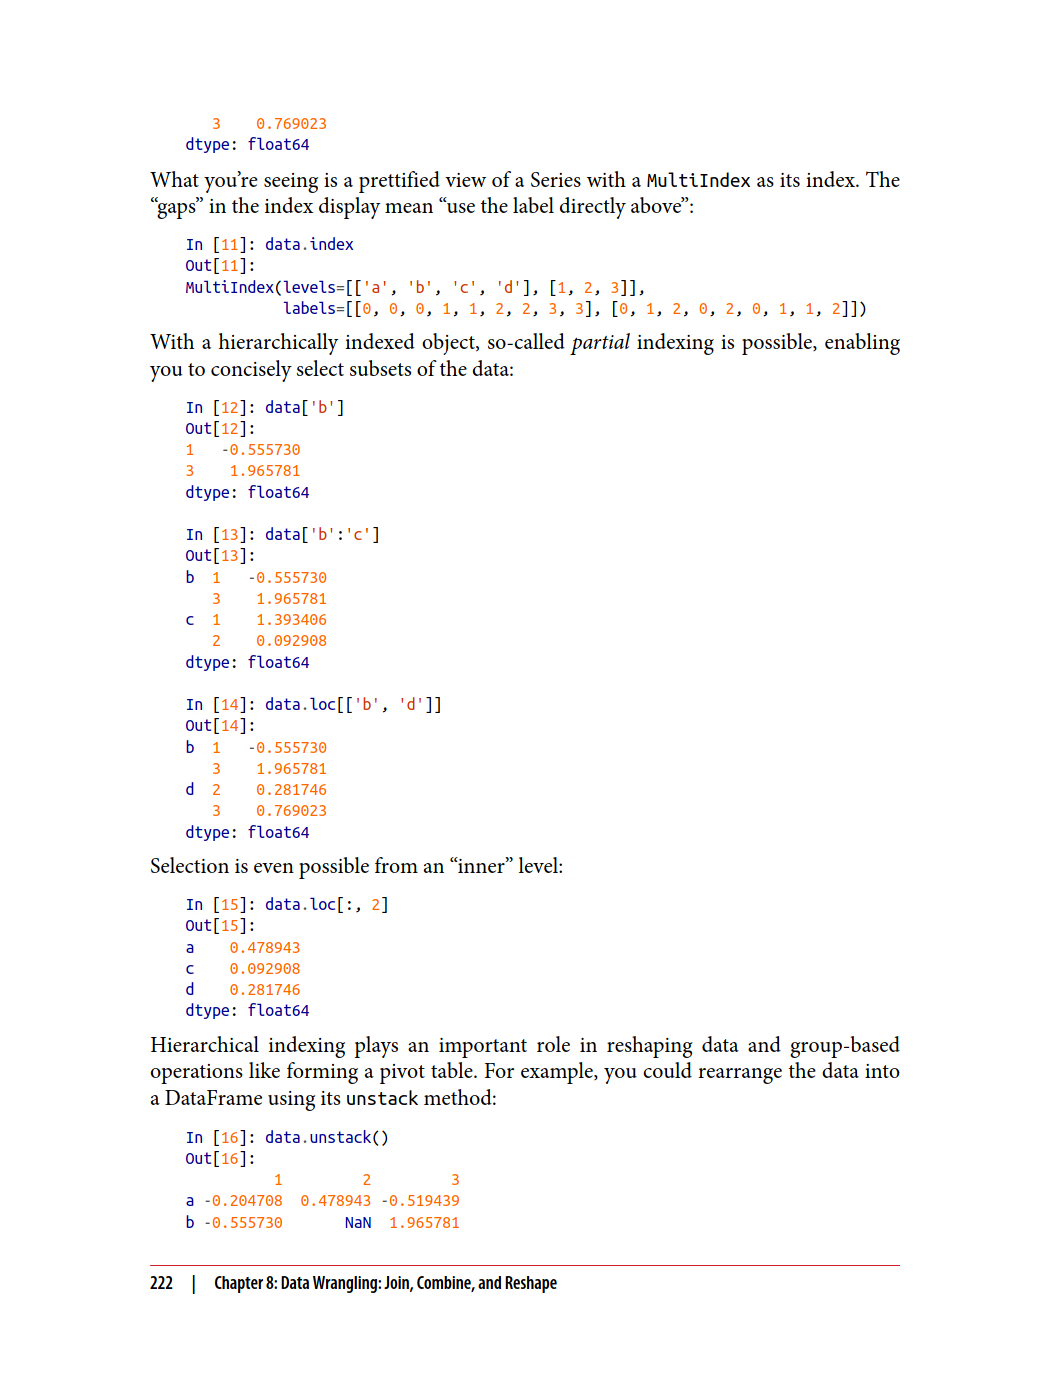 3    0.769023
dtype: float64
What you’re seeing is a prettified view of a Series with a MultiIndex as its index. The
“gaps” in the index display mean “use the label directly above”:
In [11]: data.index
Out[11]:
MultiIndex(levels=[['a', 'b', 'c', 'd'], [1, 2, 3]],
           labels=[[0, 0, 0, 1, 1, 2, 2, 3, 3], [0, 1, 2, 0, 2, 0, 1, 1, 2]])
With a hierarchically indexed object, so-called partial indexing is possible, enabling
you to concisely select subsets of the data:
In [12]: data['b']
Out[12]:
1   -0.555730
3    1.965781
dtype: float64
In [13]: data['b':'c']
Out[13]:
b  1   -0.555730
   3    1.965781
c  1    1.393406
   2    0.092908
dtype: float64
In [14]: data.loc[['b', 'd']]
Out[14]:
b  1   -0.555730
   3    1.965781
d  2    0.281746
   3    0.769023
dtype: float64
Selection is even possible from an “inner” level:
In [15]: data.loc[:, 2]
Out[15]:
a    0.478943
c    0.092908
d    0.281746
dtype: float64
Hierarchical indexing plays an important role in reshaping data and group-based
operations like forming a pivot table. For example, you could rearrange the data into
a DataFrame using its unstack method:
In [16]: data.unstack()
Out[16]:
          1         2         3
a -0.204708  0.478943 -0.519439
b -0.555730       NaN  1.965781
222 | Chapter 8: Data Wrangling: Join, Combine, and Reshape